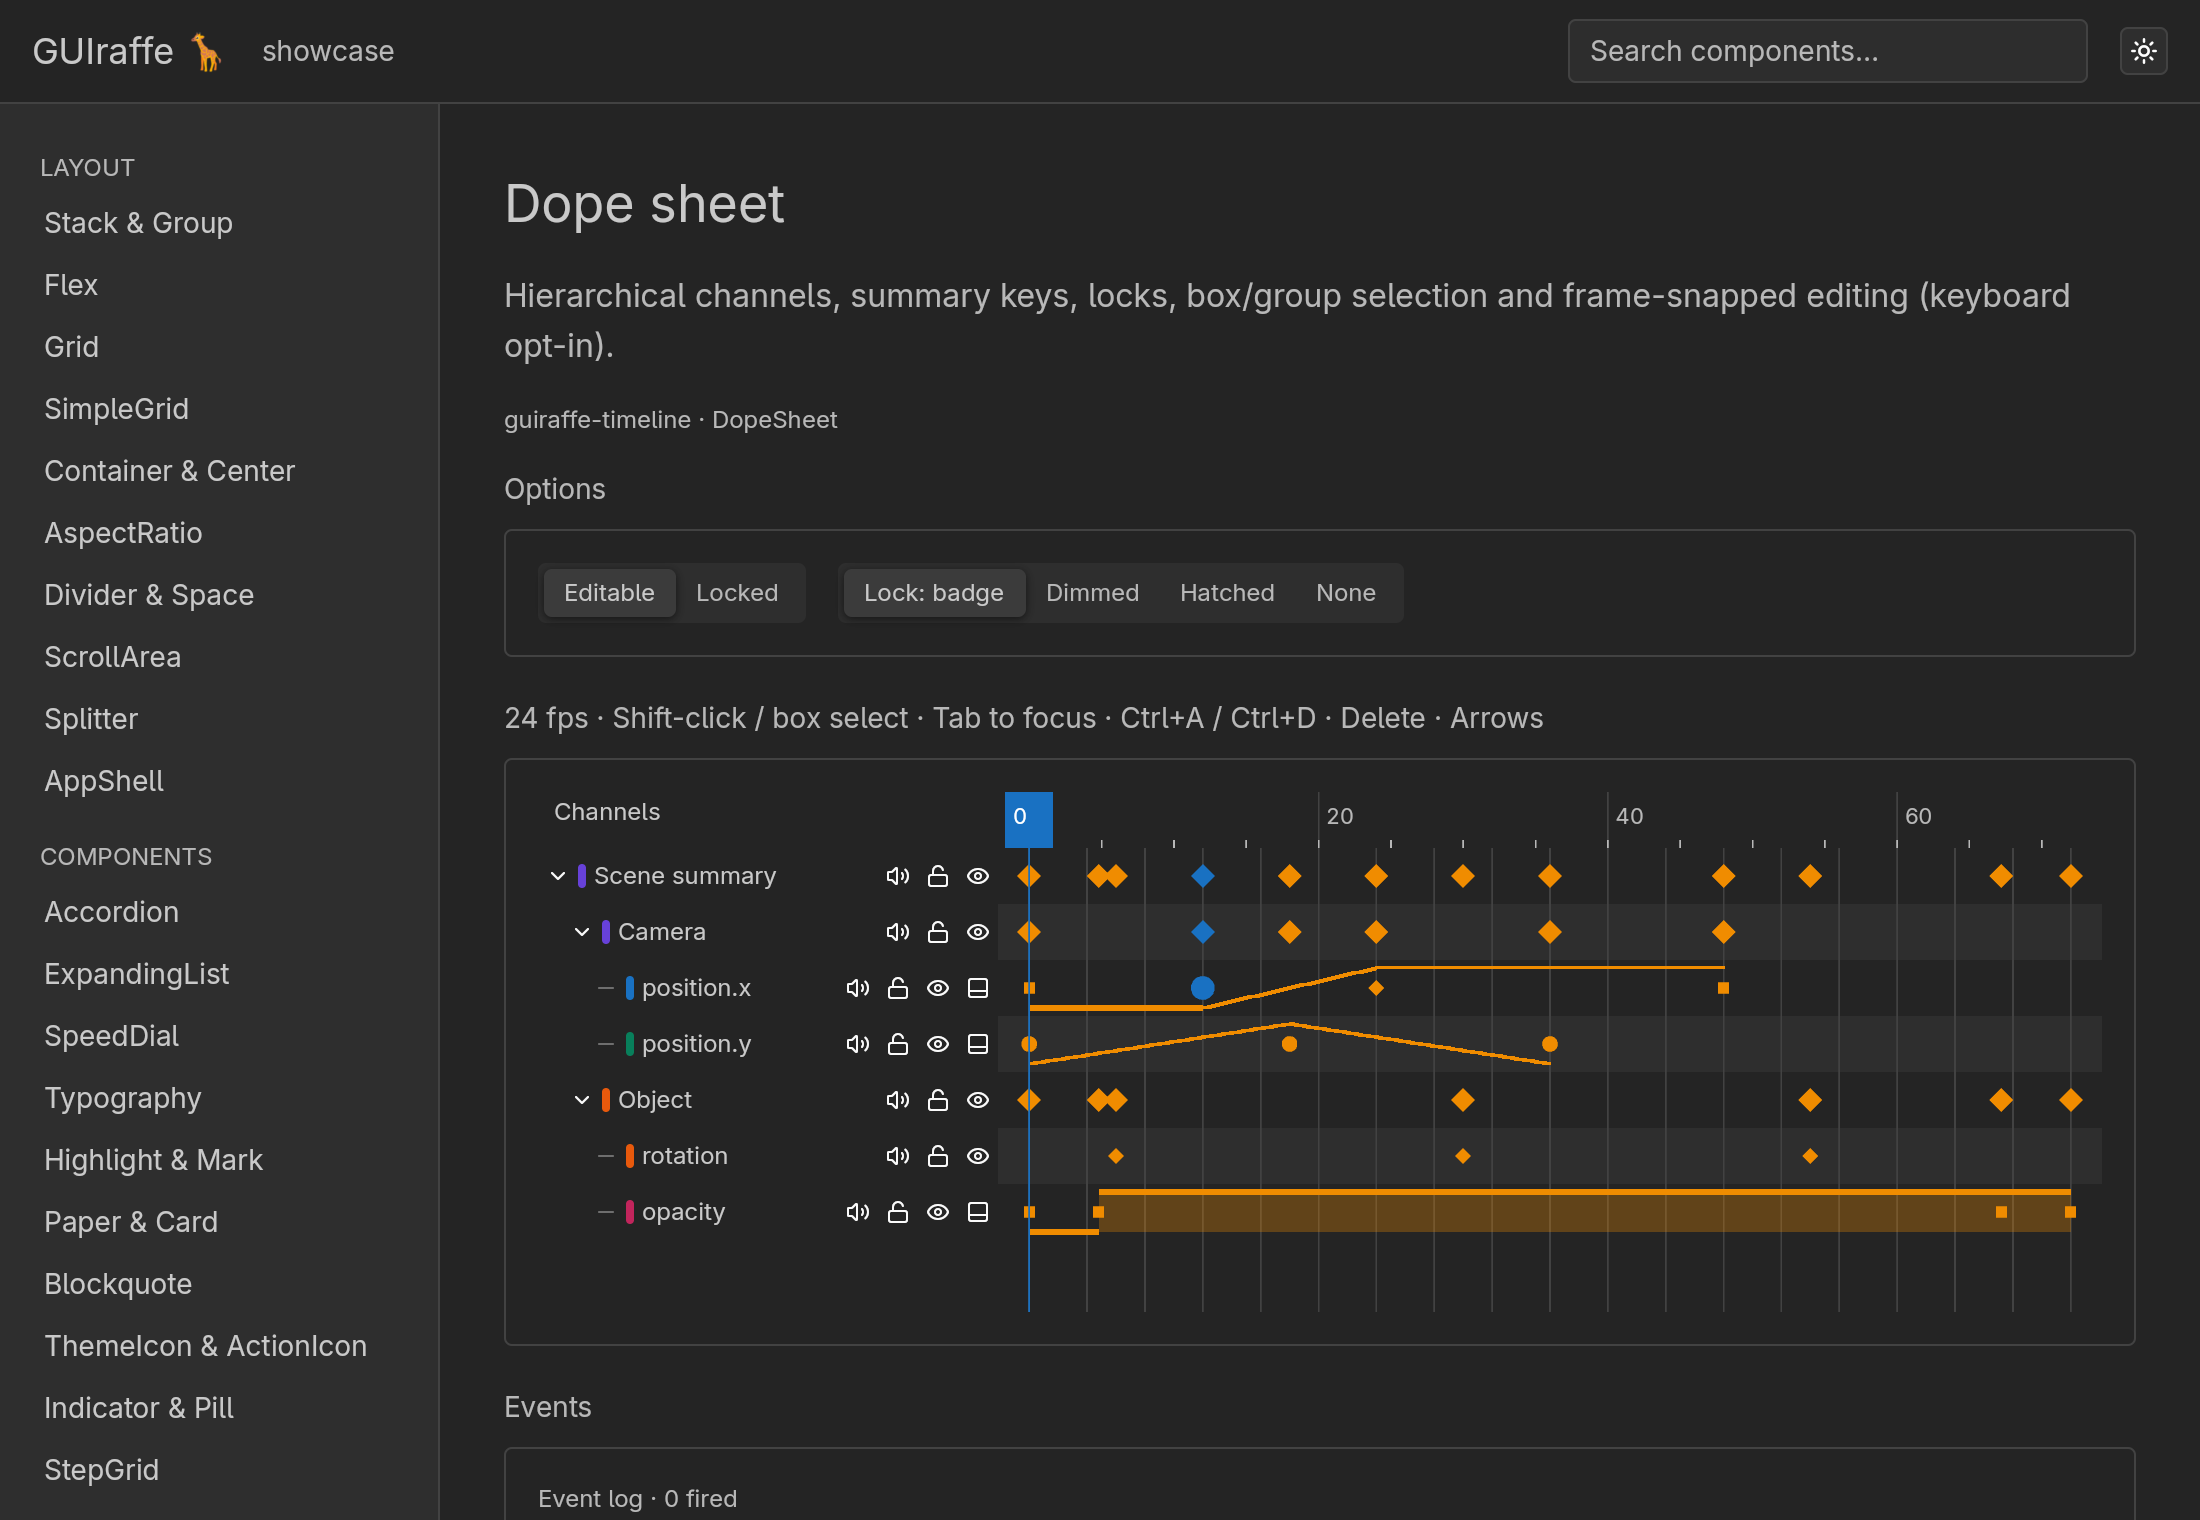 GUIraffe 🦒 showcase
Search components...
LAYOUT
Stack & Group
Flex
Grid
SimpleGrid
Container & Center
AspectRatio
Divider & Space
ScrollArea
Splitter
AppShell
COMPONENTS
Accordion
ExpandingList
SpeedDial
Typography
Highlight & Mark
Paper & Card
Blockquote
ThemeIcon & ActionIcon
Indicator & Pill
StepGrid
Dope sheet
Hierarchical channels, summary keys, locks, box/group selection and frame-snapped editing (keyboard
opt-in).
guiraffe-timeline · DopeSheet
Options
Editable Locked Lock: badge Dimmed Hatched None
24 fps · Shift-click / box select · Tab to focus · Ctrl+A / Ctrl+D · Delete · Arrows
Channels 0 20 40 60
Scene summary
Camera
position.x
position.y
Object
rotation
opacity
Events
Event log · 0 fired